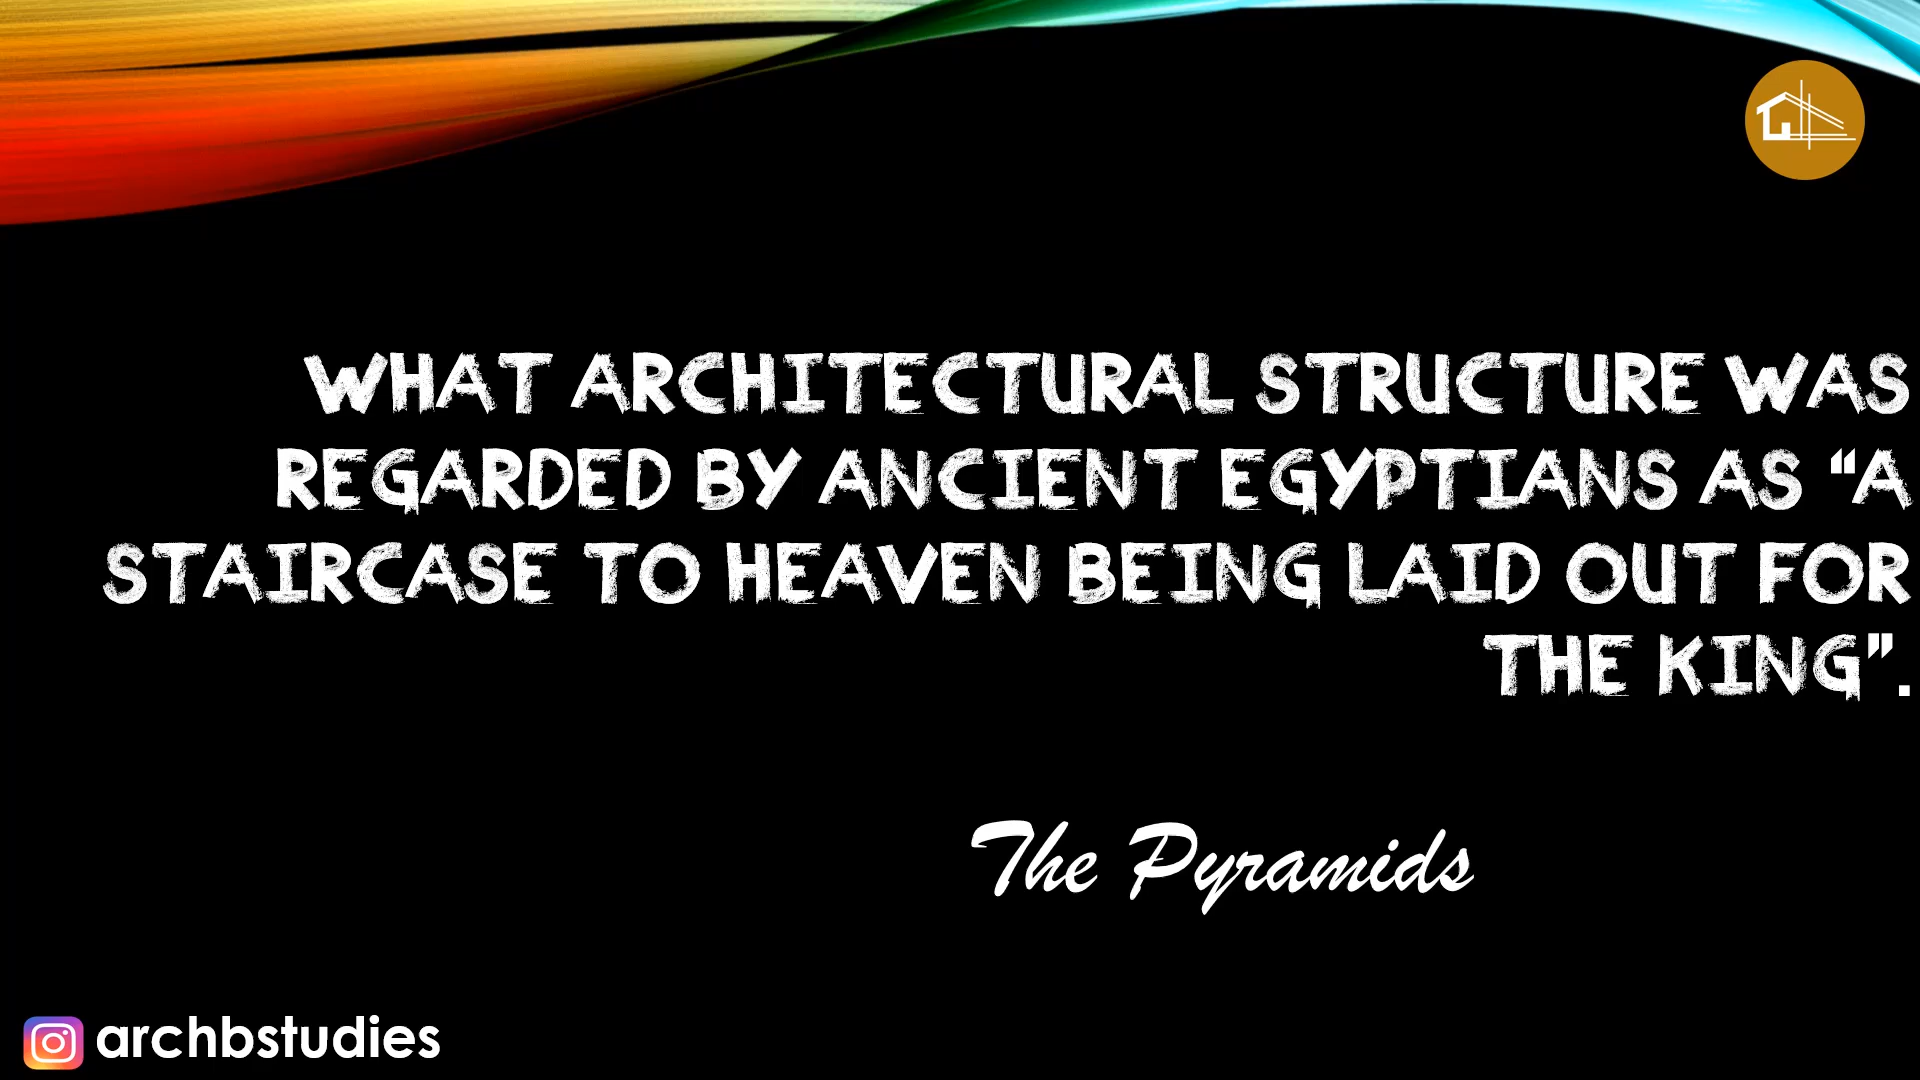 WHAT ARCHITECTURAL STRUCTURE WAS
REGARDED BY ANCIENT EGYPTIANS AS “A
STAIRCASE TO HEAVEN BEING LAID OUT FOR
THE KING”.
The Pyramids
archbstudies